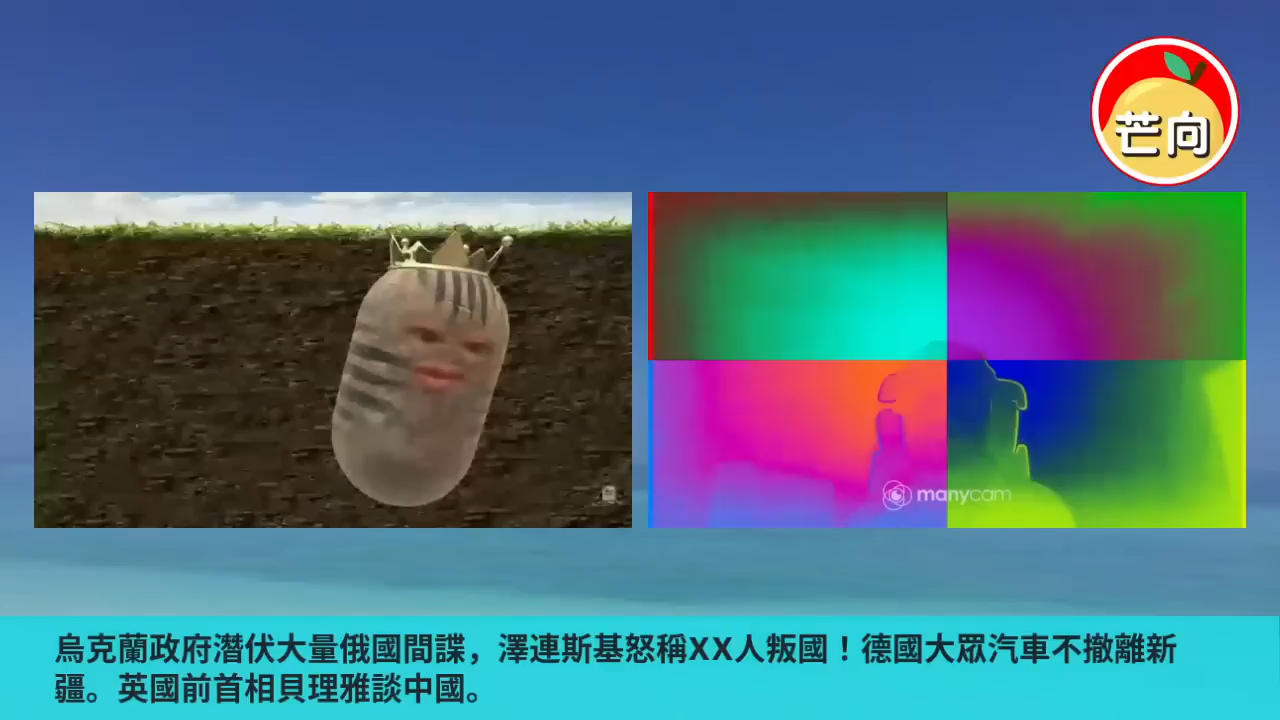 芒向
manycam
烏克蘭政府潛伏大量俄國間諜，澤連斯基怒稱XX人叛國！德國大眾汽車不撤離新
疆。英國前首相貝理雅談中國。